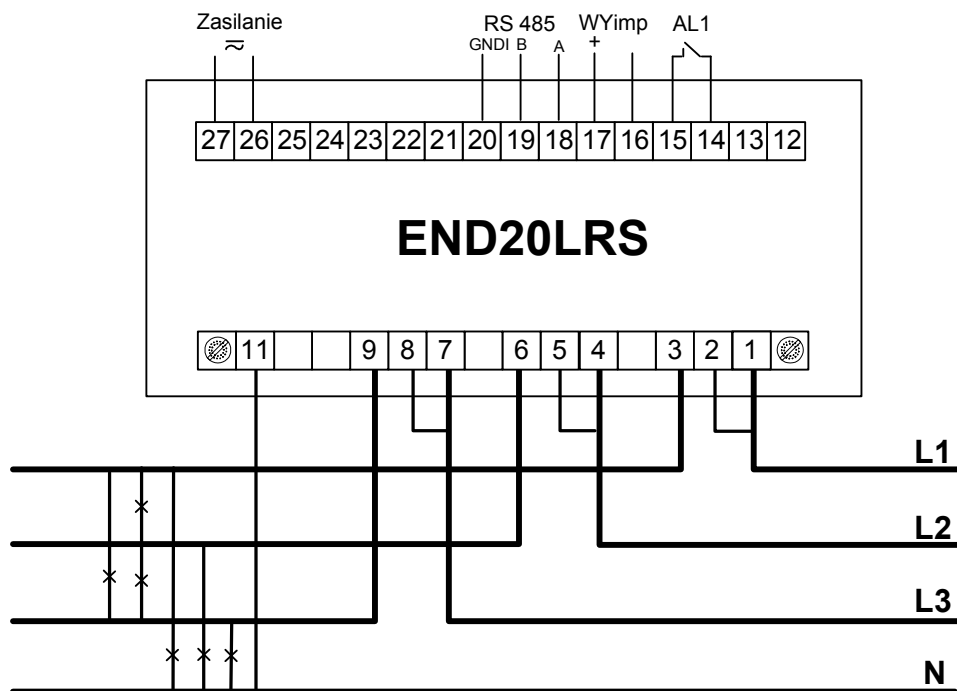 Zasilanie RS 485 WYimp AL1
GNDI B A +
27 26 25 24 23 22 21 20 19 18 17 16 15 14 13 12
END20LRS
11 9 8 7 6 5 4 3 2 1
L1
L2
L3
N